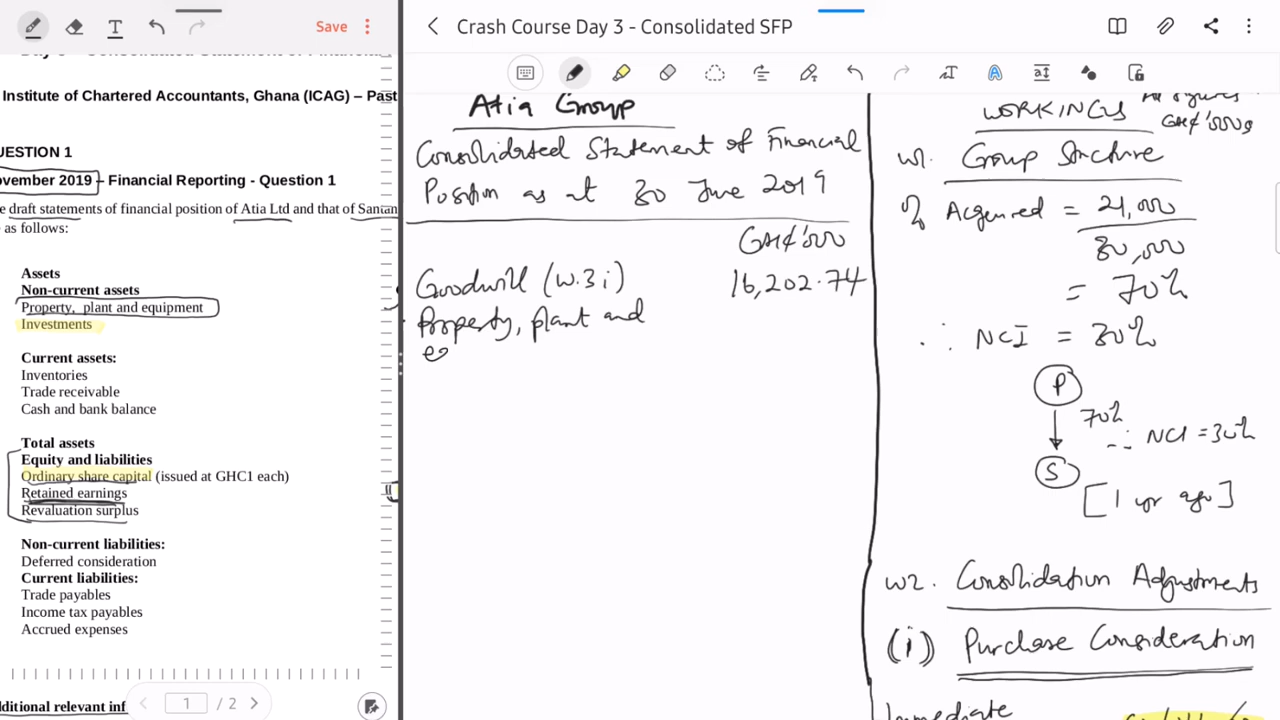 Save
Crash Course Day 3 - Consolidated SFP
Institute of Chartered Accountants, Ghana (ICAG) – Past
UESTION 1
ovember 2019 – Financial Reporting - Question 1
e draft statements of financial position of Atia Ltd and that of Santan
as follows:
Assets
Non-current assets
Property, plant and equipment
Investments
Current assets:
Inventories
Trade receivable
Cash and bank balance
Total assets
Equity and liabilities
Ordinary share capital (issued at GHC1 each)
Retained earnings
Revaluation surplus
Non-current liabilities:
Deferred consideration
Current liabilities:
Trade payables
Income tax payables
Accrued expenses
1 / 2
dditional relevant inf
Atia Group
Consolidated Statement of Financial
Position as at 30 June 2019
GH¢'000
Goodwill (w.3i) 16,202.74
Property, plant and
WORKINGS
GH¢'000s
w1. Group Structure
% Acquired = 21,000
30,000
= 70%
∴ NCI = 30%
P
70%
∴ NCI = 30%
S
[1 yr ago]
w2. Consolidation Adjustments
(i) Purchase Consideration
Immediate